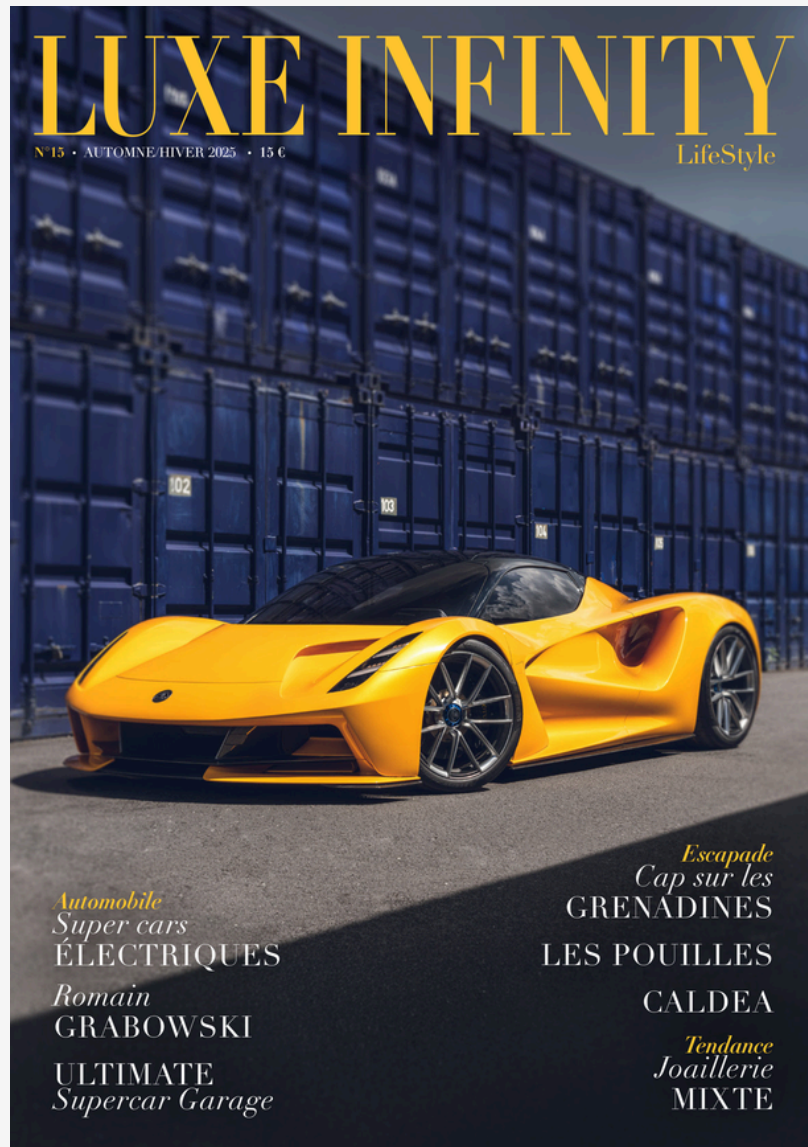 LUXE INFINITY
N°15 • AUTOMNE/HIVER 2025 • 15 €
LifeStyle
102
103
104
Automobile
Super cars
ÉLECTRIQUES
Romain
GRABOWSKI
ULTIMATE
Supercar Garage
Escapade
Cap sur les
GRENADINES
LES POUILLES
CALDEA
Tendance
Joaillerie
MIXTE